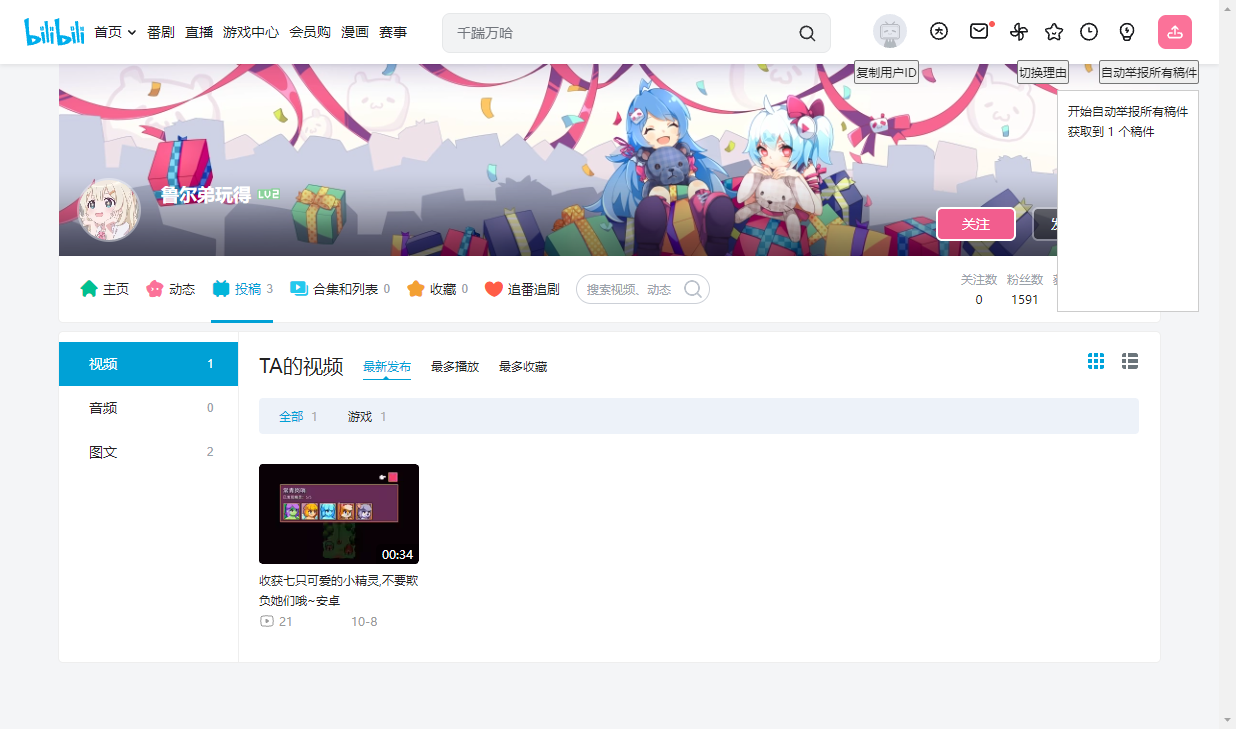 bilibili 首页 番剧 直播 游戏中心 会员购 漫画 赛事 千踹万哈
复制用户ID 切换理由 自动举报所有稿件
开始自动举报所有稿件
获取到 1 个稿件
鲁尔弟玩得 LV2
关注
主页 动态 投稿 3 合集和列表 0 收藏 0 追番追剧 搜索视频、动态
关注数 粉丝数
0 1591
视频 1
音频 0
图文 2
TA的视频 最新发布 最多播放 最多收藏
全部 1 游戏 1
00:34
收获七只可爱的小精灵,不要欺
负她们哦~安卓
21 10-8